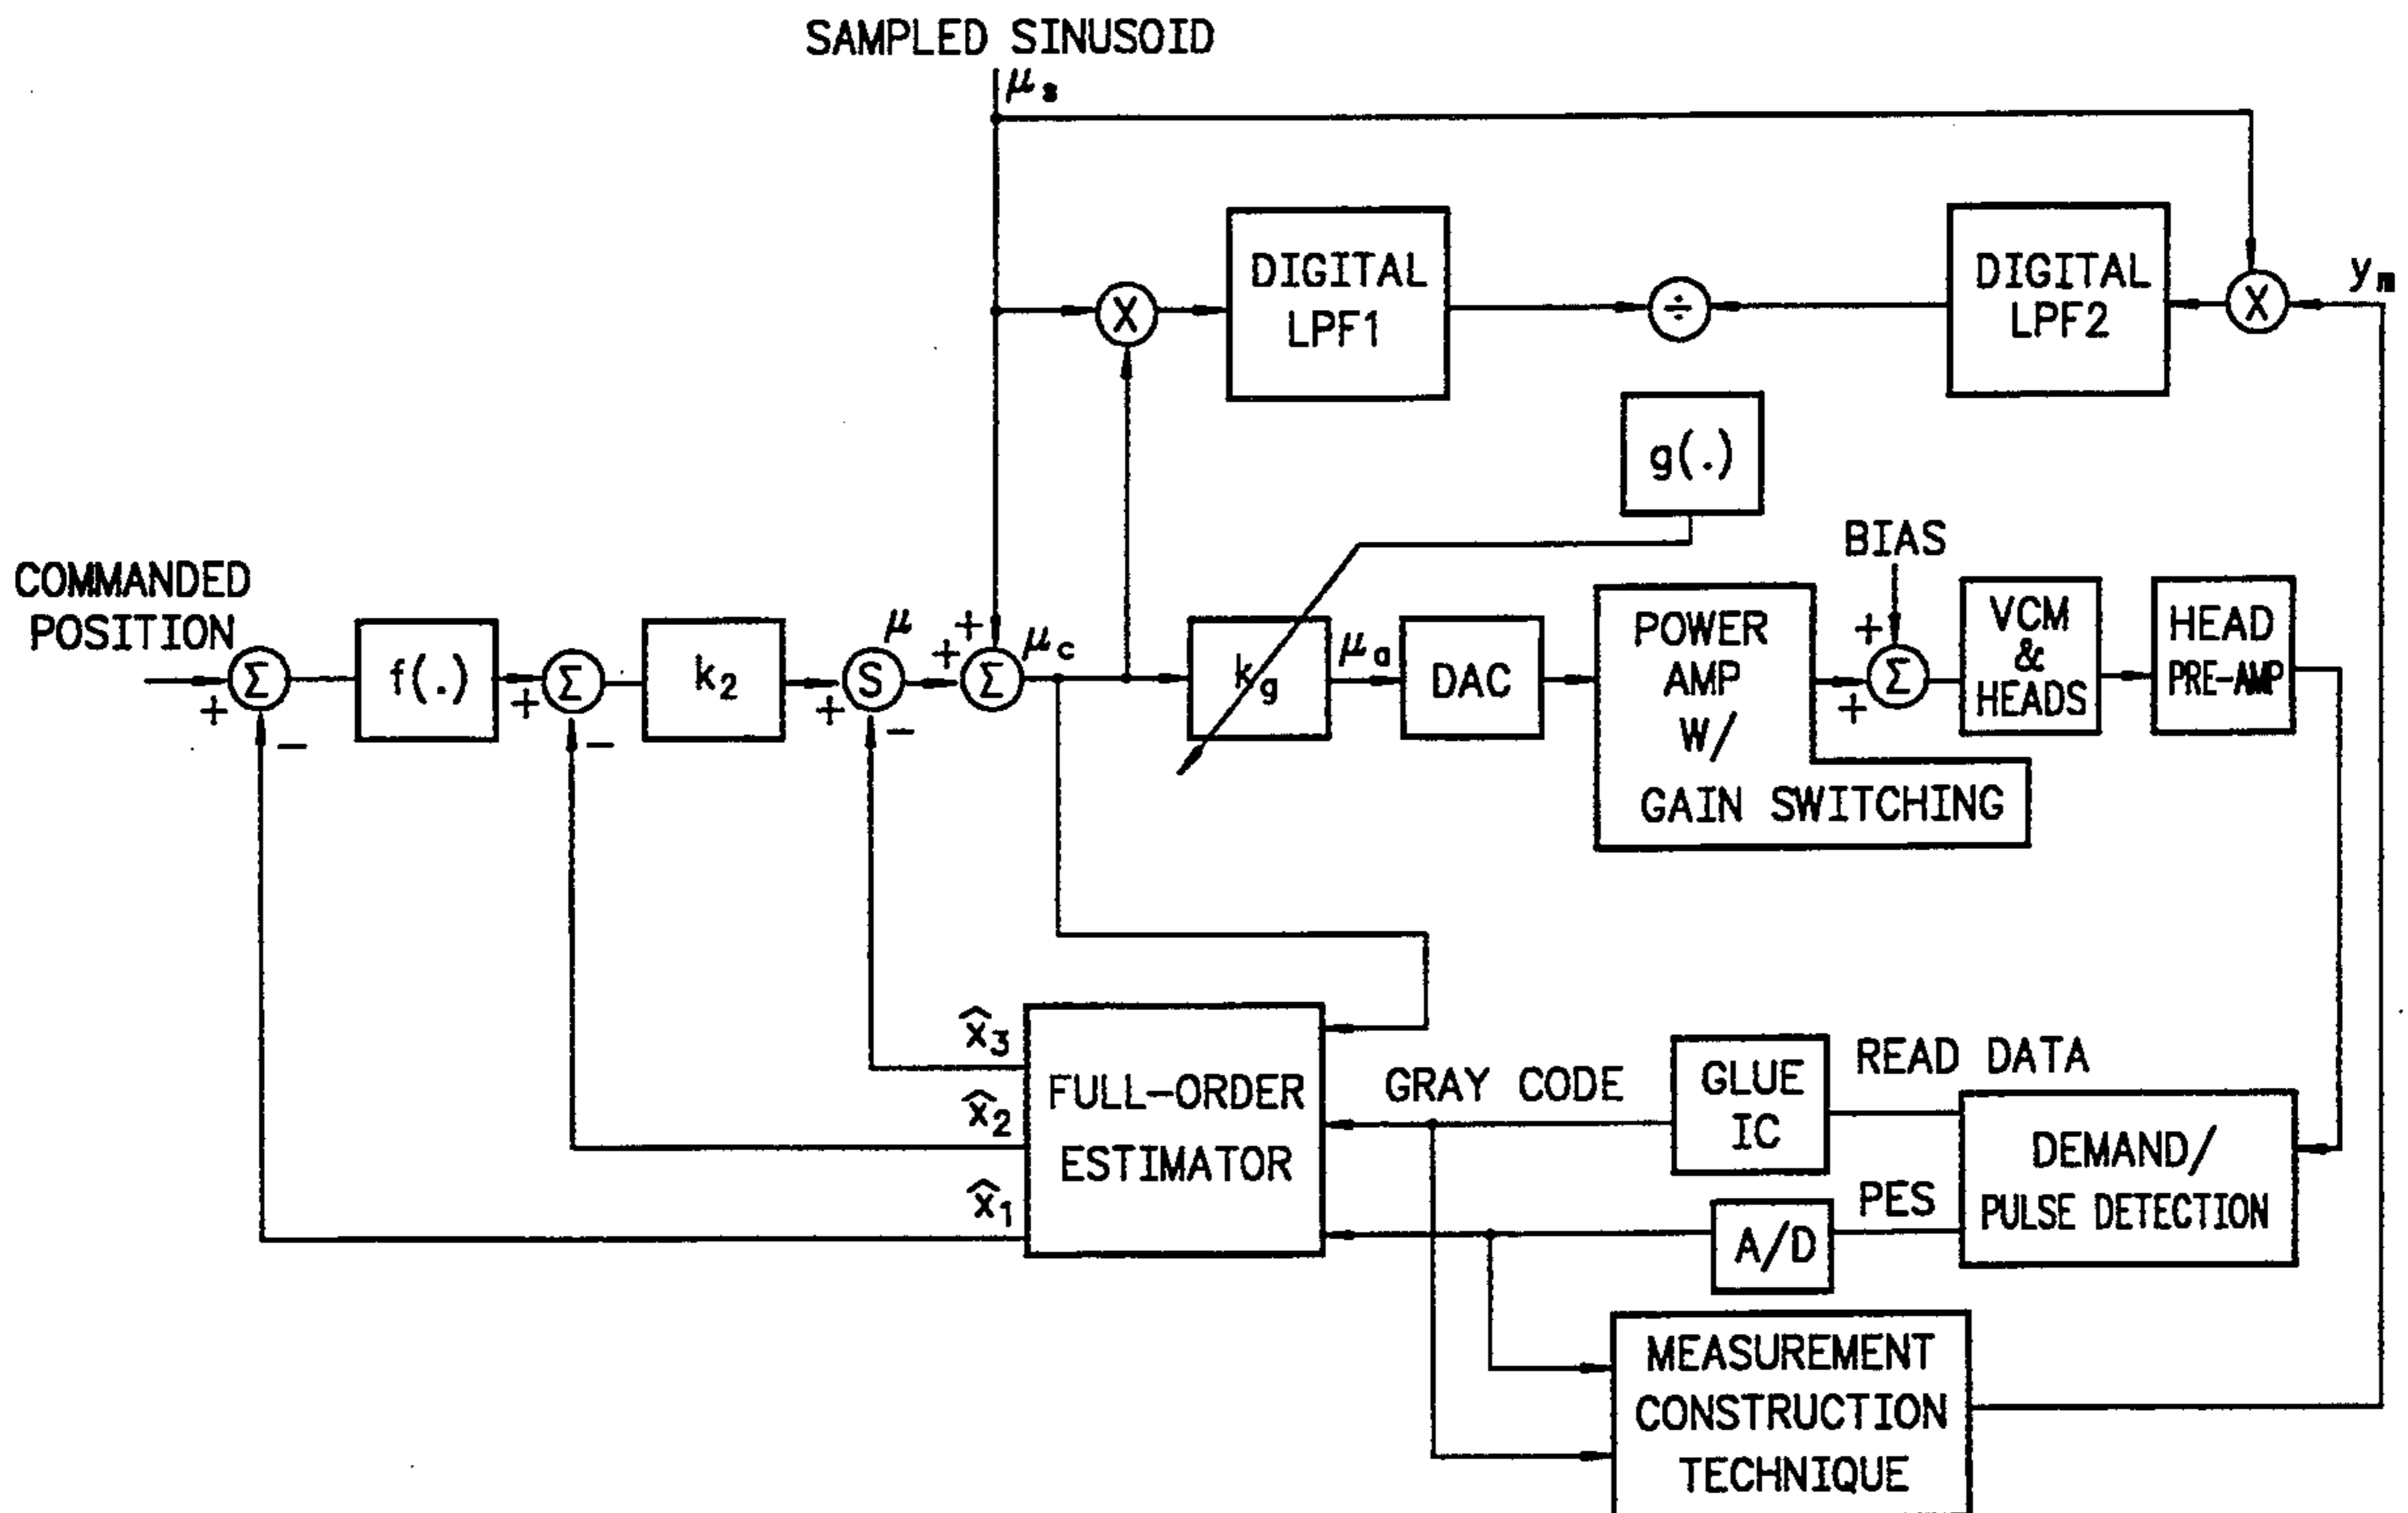 SAMPLED SINUSOID
μs
ym
DIGITAL
LPF1
÷
DIGITAL
LPF2
X
X
g(.)
BIAS
COMMANDED
POSITION
+
Σ
−
f(.)
+
Σ
−
k2
+
S
−
μ
+
+
Σ
μc
kg
μa
DAC
POWER
AMP
W/
GAIN SWITCHING
+
+
Σ
VCM
&
HEADS
HEAD
PRE-AMP
x̂3
x̂2
x̂1
FULL-ORDER
ESTIMATOR
GRAY CODE
GLUE
IC
READ DATA
PES
A/D
DEMAND/
PULSE DETECTION
MEASUREMENT
CONSTRUCTION
TECHNIQUE